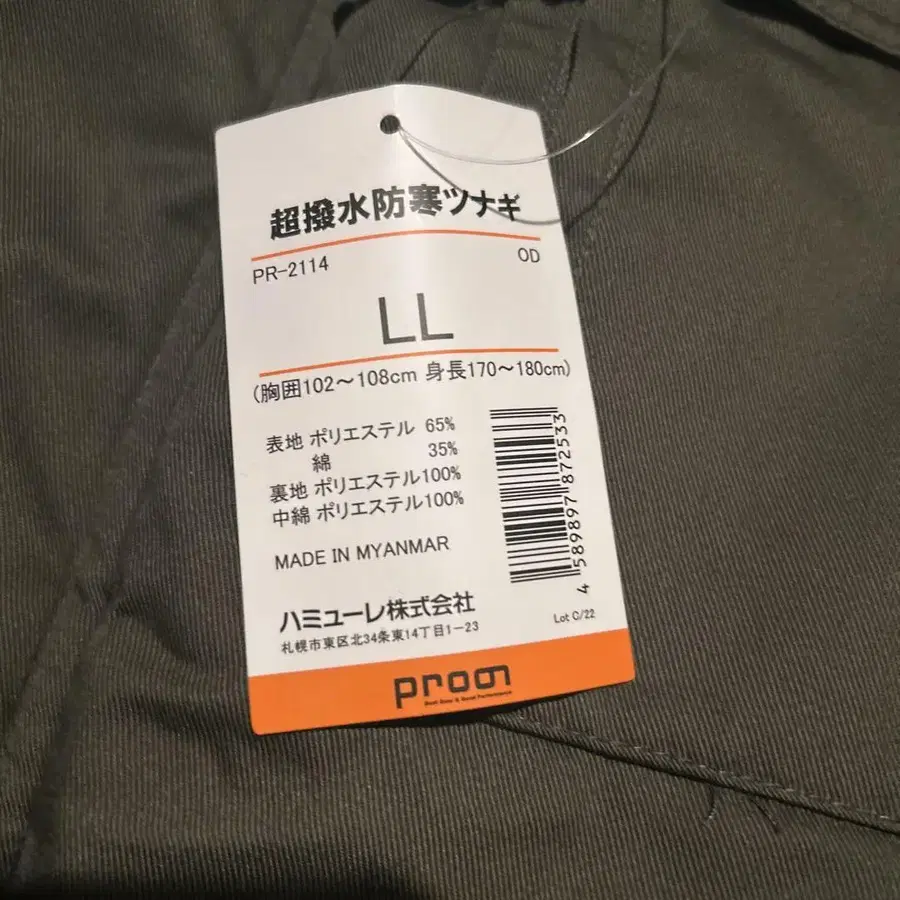 超撥水防寒ツナギ
PR-2114 OD
LL
(胸囲102～108cm 身長170～180cm)
表地 ポリエステル 65%
綿 35%
裏地 ポリエステル100%
中綿 ポリエステル100%
MADE IN MYANMAR
4 589897 872533
ハミューレ株式会社
札幌市東区北34条東14丁目1-23
Lot C/22
prono